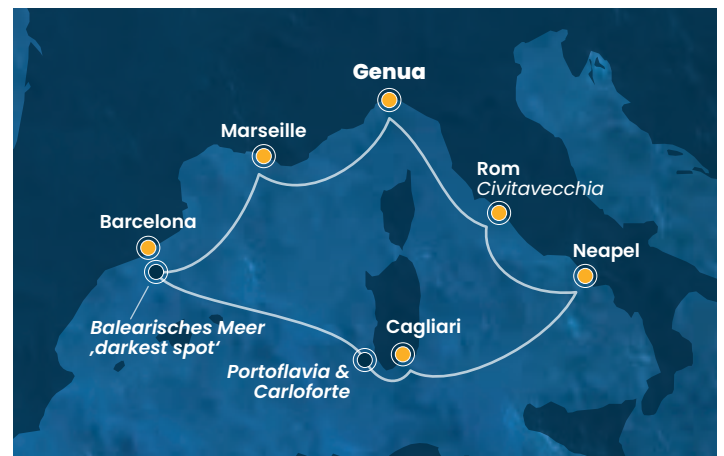 Genua
Marseille
Rom
Civitavecchia
Barcelona
Neapel
Balearisches Meer
‚darkest spot‘
Cagliari
Portoflavia &
Carloforte